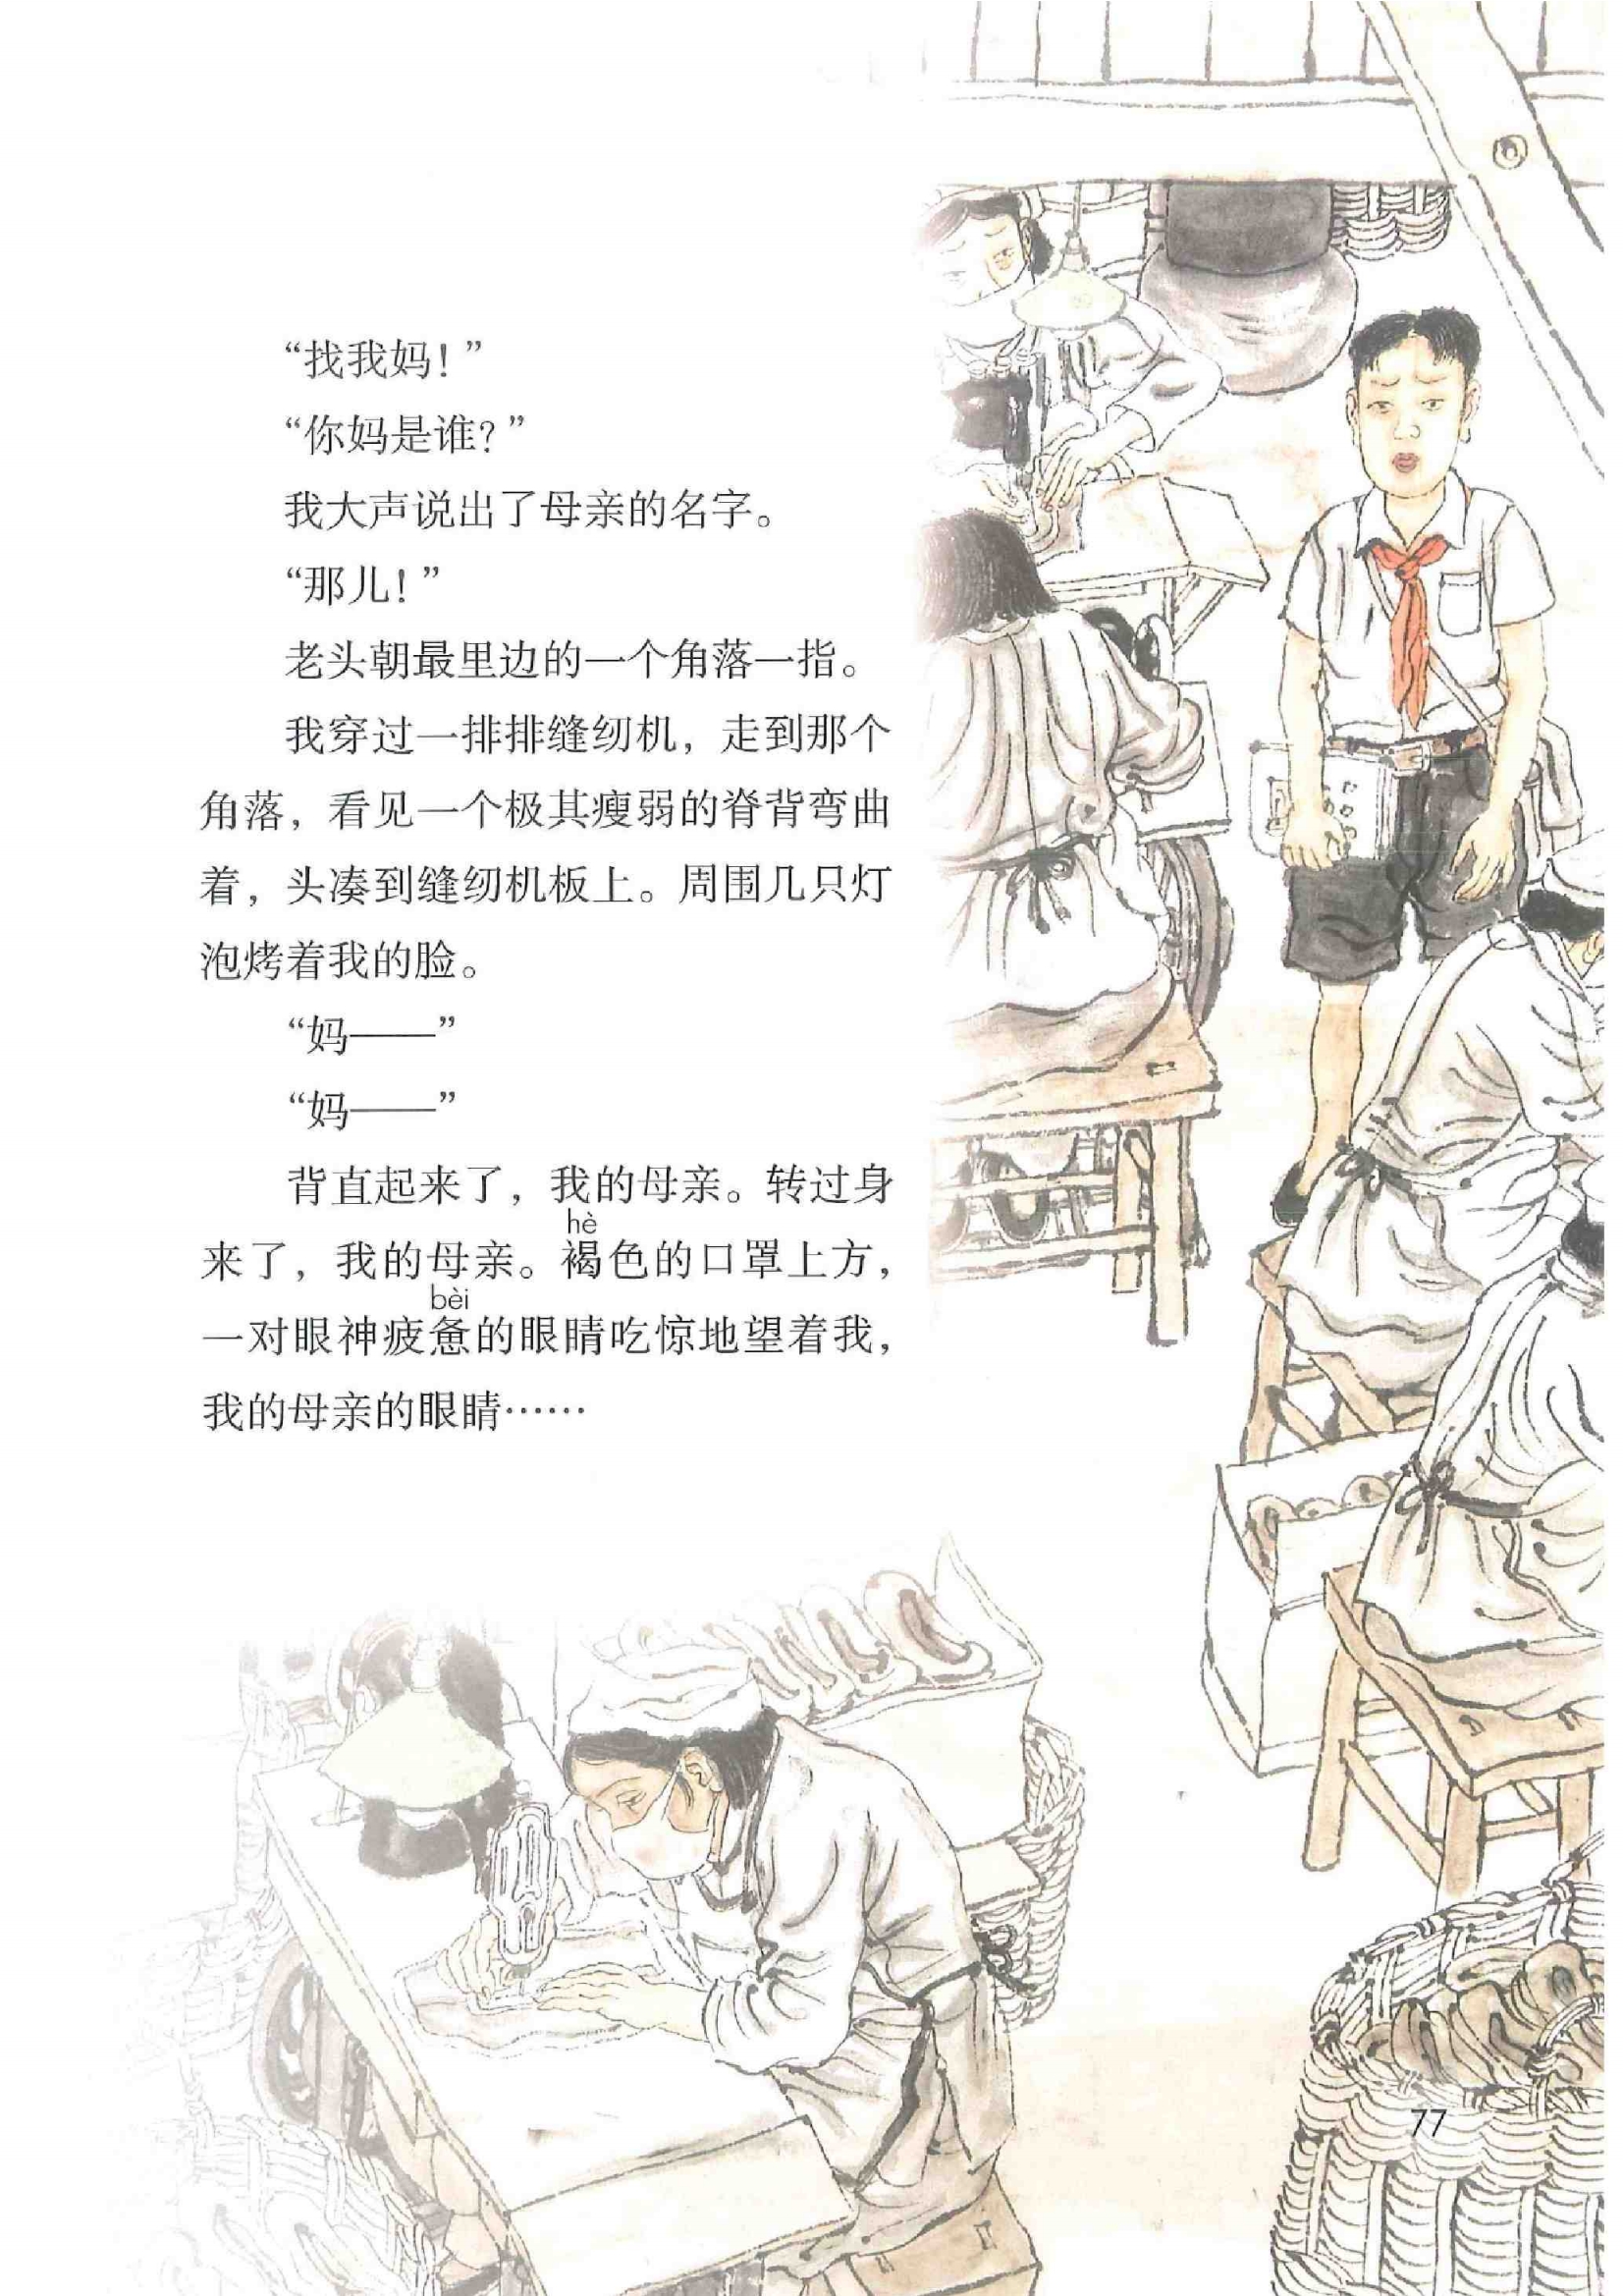 “找我妈！”
“你妈是谁？”
我大声说出了母亲的名字。
“那儿！”
老头朝最里边的一个角落一指。
我穿过一排排缝纫机，走到那个
角落，看见一个极其瘦弱的脊背弯曲
着，头凑到缝纫机板上。周围几只灯
泡烤着我的脸。
“妈——”
“妈——”
背直起来了，我的母亲。转过身
hè
来了，我的母亲。褐色的口罩上方，
bèi
一对眼神疲惫的眼睛吃惊地望着我，
我的母亲的眼睛……
77